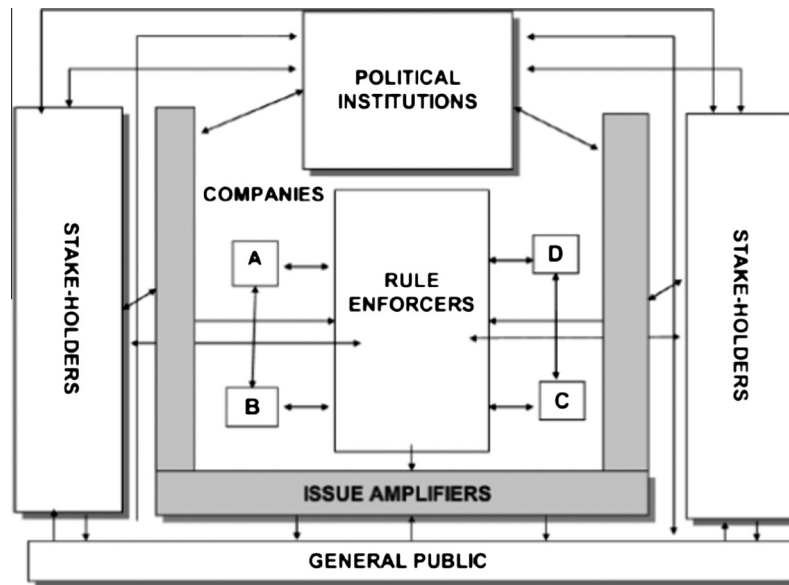 POLITICAL
INSTITUTIONS
COMPANIES
STAKE-HOLDERS
A
B
RULE
ENFORCERS
D
C
STAKE-HOLDERS
ISSUE AMPLIFIERS
GENERAL PUBLIC